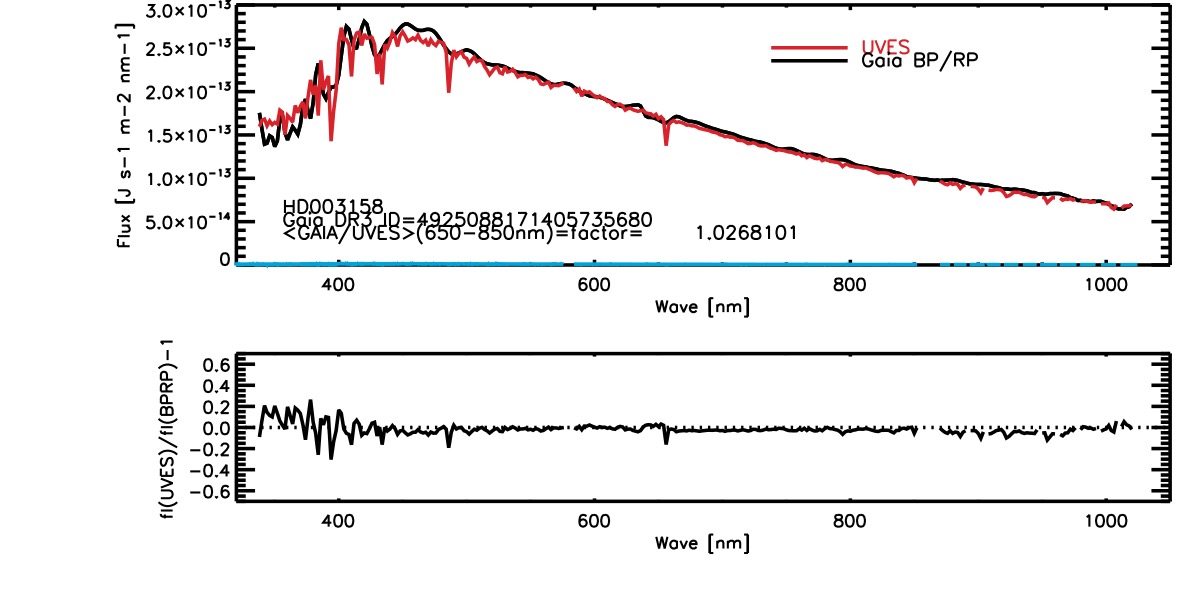 3.0×10−13
2.5×10−13
2.0×10−13
1.5×10−13
1.0×10−13
5.0×10−14
0
Flux [J s−1 m−2 nm−1]
UVES
Gaia BP/RP
HD003158
Gaia DR3 ID=4925088171405735680
<GAIA/UVES>(650−850nm)=factor= 1.0268101
400 600 800 1000
Wave [nm]
0.6
0.4
0.2
0.0
−0.2
−0.4
−0.6
fl(UVES)/fl(BPRP)−1
400 600 800 1000
Wave [nm]